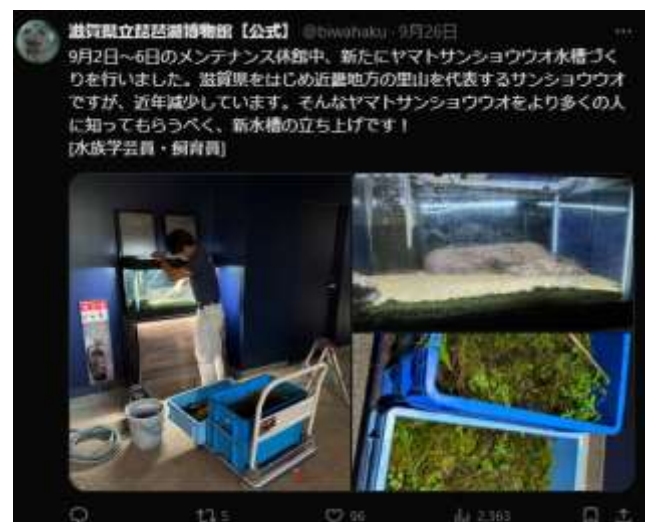 滋賀県立琵琶湖博物館【公式】 @biwahaku・9月26日
9月2日~6日のメンテナンス休館中、新たにヤマトサンショウウオ水槽づく
りを行いました。滋賀県をはじめ近畿地方の里山を代表するサンショウウオ
ですが、近年減少しています。そんなヤマトサンショウウオをより多くの人
に知ってもらうべく、新水槽の立ち上げです!
[水族学芸員・飼育員]
5 96 2,363